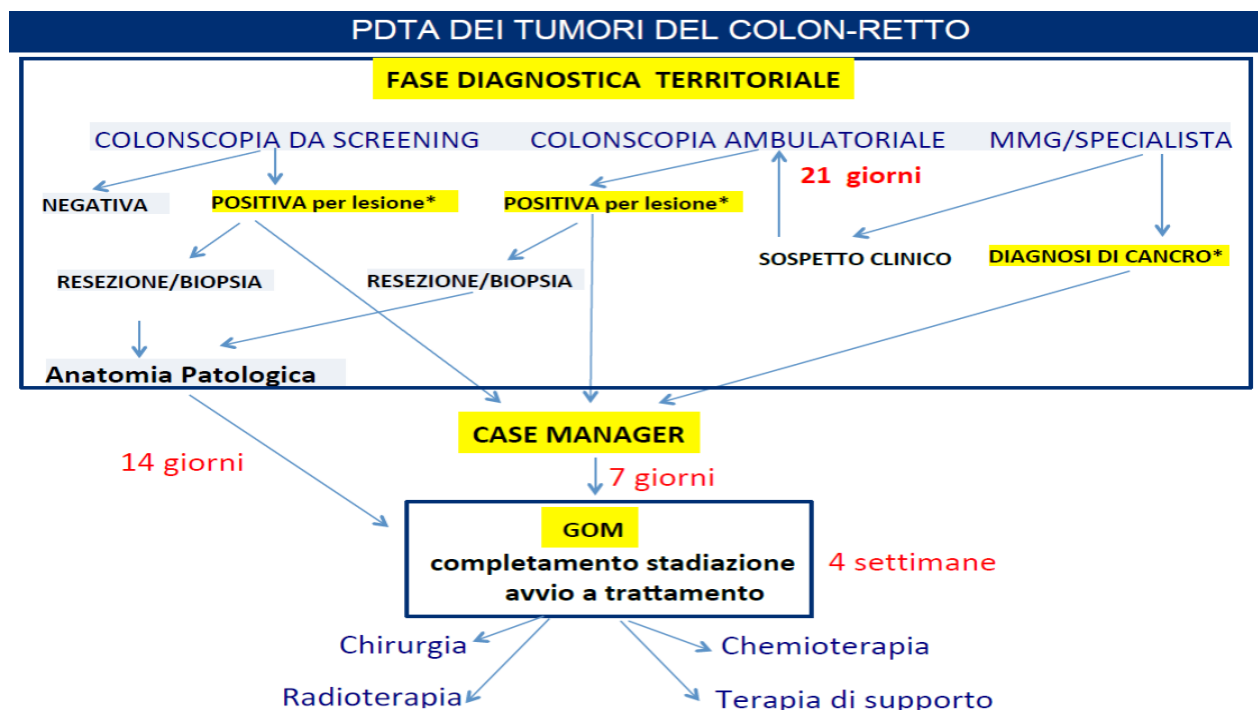 PDTA DEI TUMORI DEL COLON-RETTO
FASE DIAGNOSTICA TERRITORIALE
COLONSCOPIA DA SCREENING
COLONSCOPIA AMBULATORIALE
MMG/SPECIALISTA
21 giorni
NEGATIVA
POSITIVA per lesione*
POSITIVA per lesione*
SOSPETTO CLINICO
DIAGNOSI DI CANCRO*
RESEZIONE/BIOPSIA
RESEZIONE/BIOPSIA
Anatomia Patologica
CASE MANAGER
14 giorni
7 giorni
GOM
completamento stadiazione
avvio a trattamento
4 settimane
Chirurgia
Chemioterapia
Radioterapia
Terapia di supporto